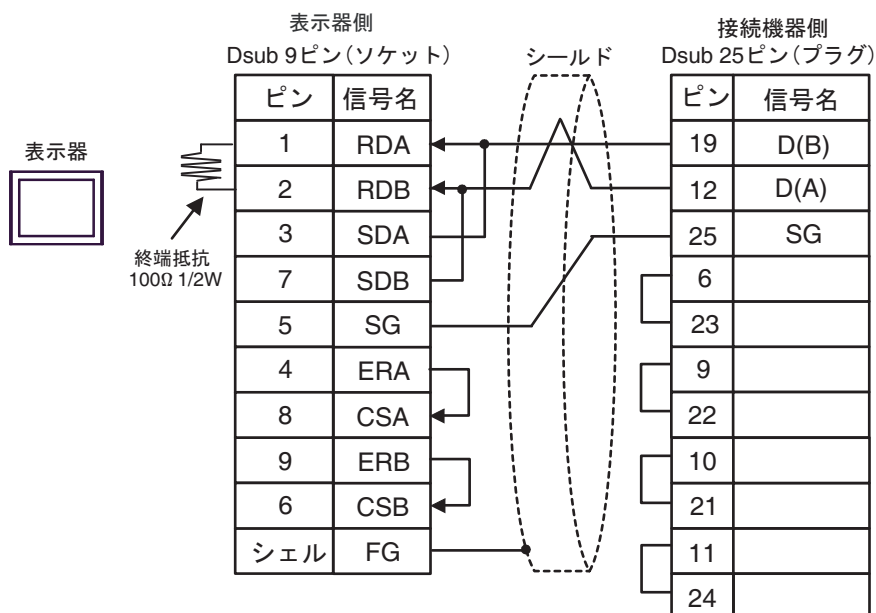 表示器側
Dsub 9ピン(ソケット)
シールド
接続機器側
Dsub 25ピン(プラグ)
表示器
終端抵抗
100Ω 1/2W
ピン 信号名
1 RDA
2 RDB
3 SDA
7 SDB
5 SG
4 ERA
8 CSA
9 ERB
6 CSB
シェル FG
ピン 信号名
19 D(B)
12 D(A)
25 SG
6
23
9
22
10
21
11
24